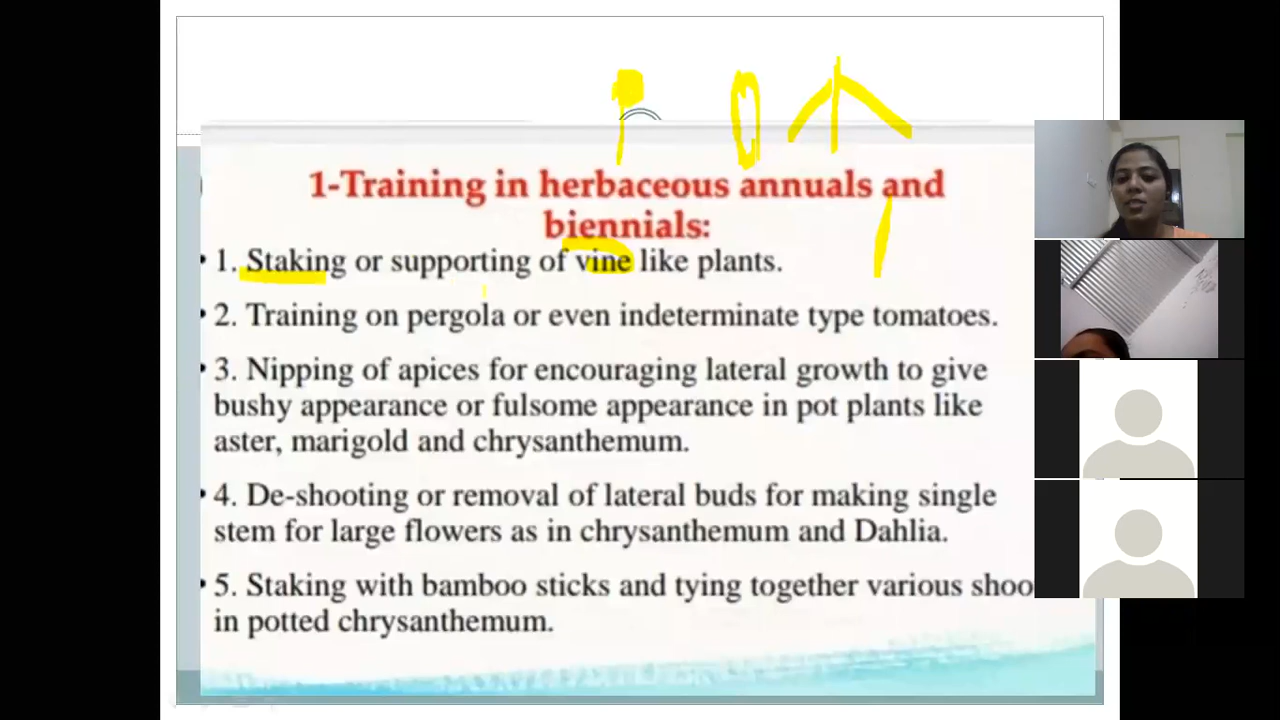 1-Training in herbaceous annuals and
biennials:
• 1. Staking or supporting of vine like plants.
• 2. Training on pergola or even indeterminate type tomatoes.
• 3. Nipping of apices for encouraging lateral growth to give
bushy appearance or fulsome appearance in pot plants like
aster, marigold and chrysanthemum.
• 4. De-shooting or removal of lateral buds for making single
stem for large flowers as in chrysanthemum and Dahlia.
• 5. Staking with bamboo sticks and tying together various shoo
in potted chrysanthemum.